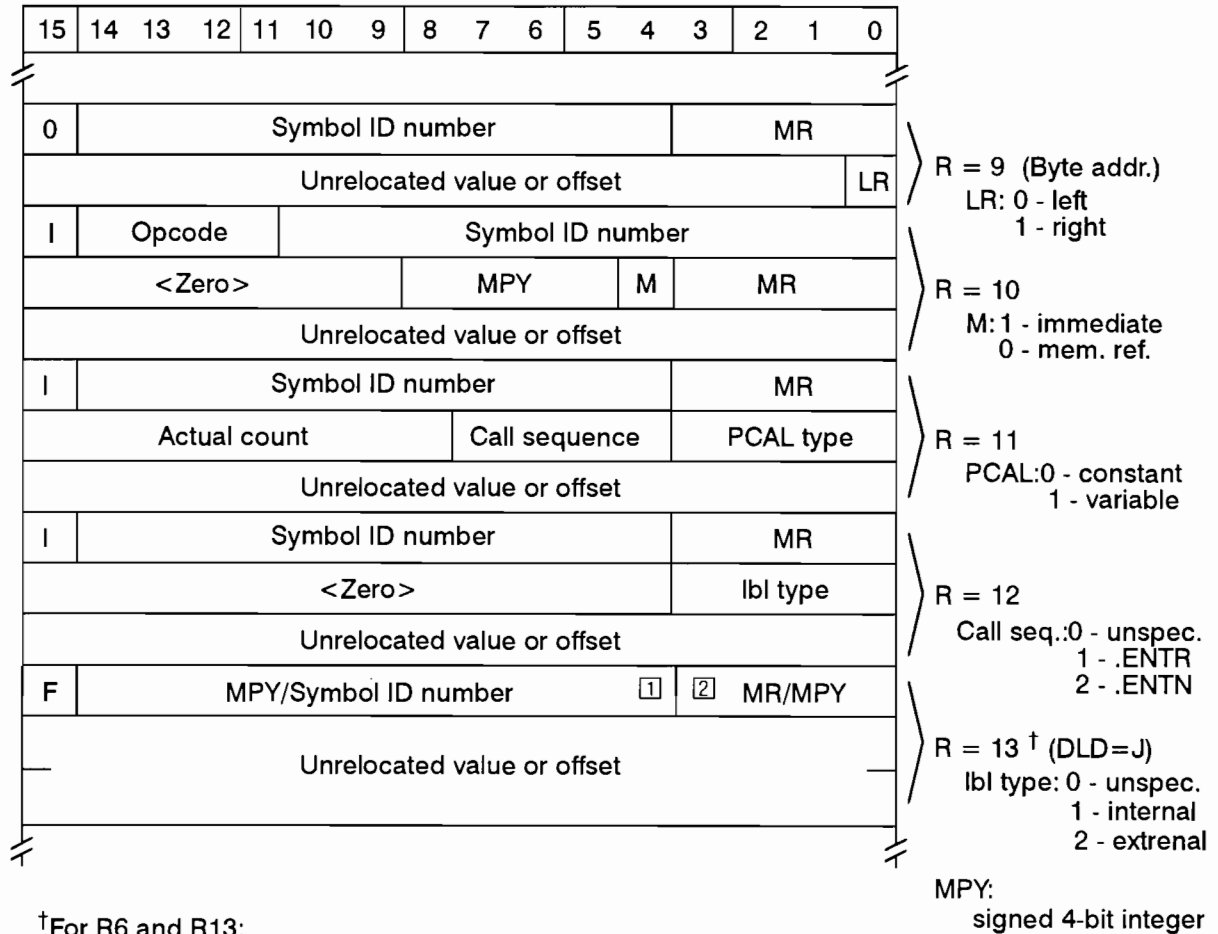 15 14 13 12 11 10 9 8 7 6 5 4 3 2 1 0
0 Symbol ID number MR
Unrelocated value or offset LR
R = 9 (Byte addr.)
LR: 0 - left
1 - right
I Opcode Symbol ID number
<Zero> MPY M MR
Unrelocated value or offset
R = 10
M: 1 - immediate
0 - mem. ref.
I Symbol ID number MR
Actual count Call sequence PCAL type
Unrelocated value or offset
R = 11
PCAL:0 - constant
1 - variable
I Symbol ID number MR
<Zero> lbl type
Unrelocated value or offset
R = 12
Call seq.:0 - unspec.
1 - .ENTR
2 - .ENTN
F MPY/Symbol ID number 1 2 MR/MPY
Unrelocated value or offset
R = 13 † (DLD=J)
lbl type: 0 - unspec.
1 - internal
2 - extrenal
MPY:
signed 4-bit integer
†For R6 and R13: